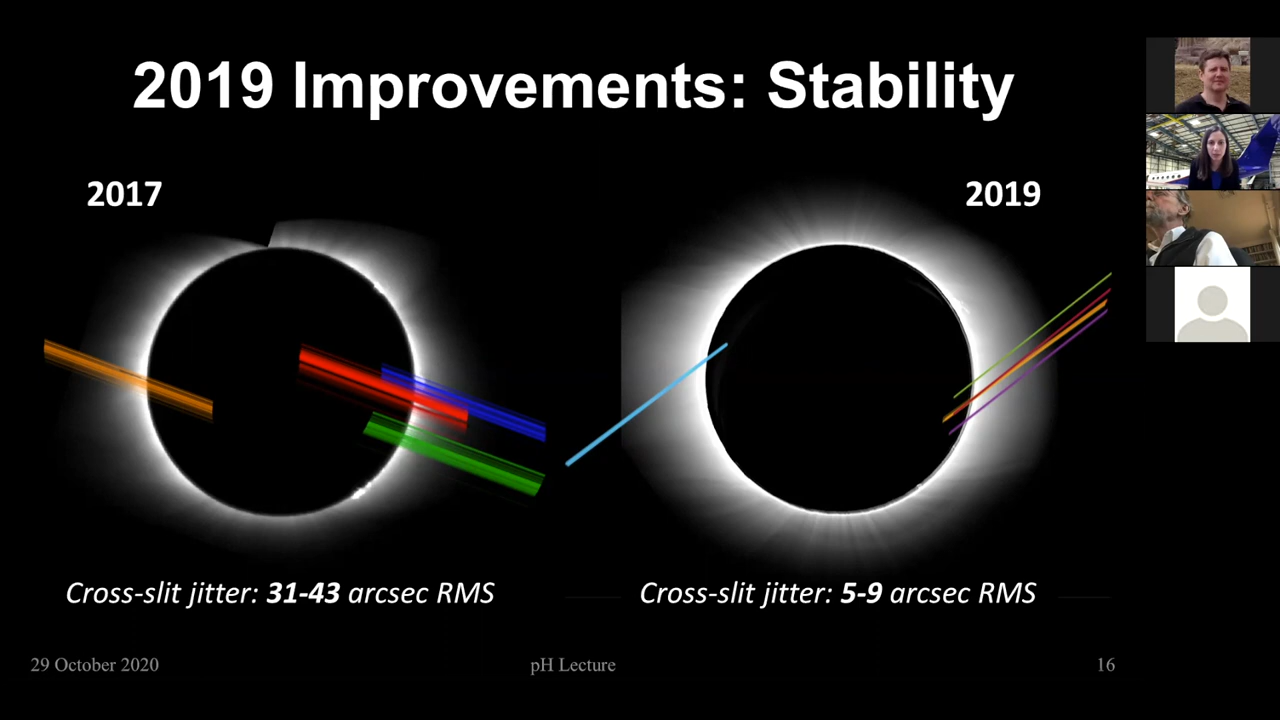 2019 Improvements: Stability
2017
2019
Cross-slit jitter: 31-43 arcsec RMS
Cross-slit jitter: 5-9 arcsec RMS
29 October 2020
pH Lecture
16